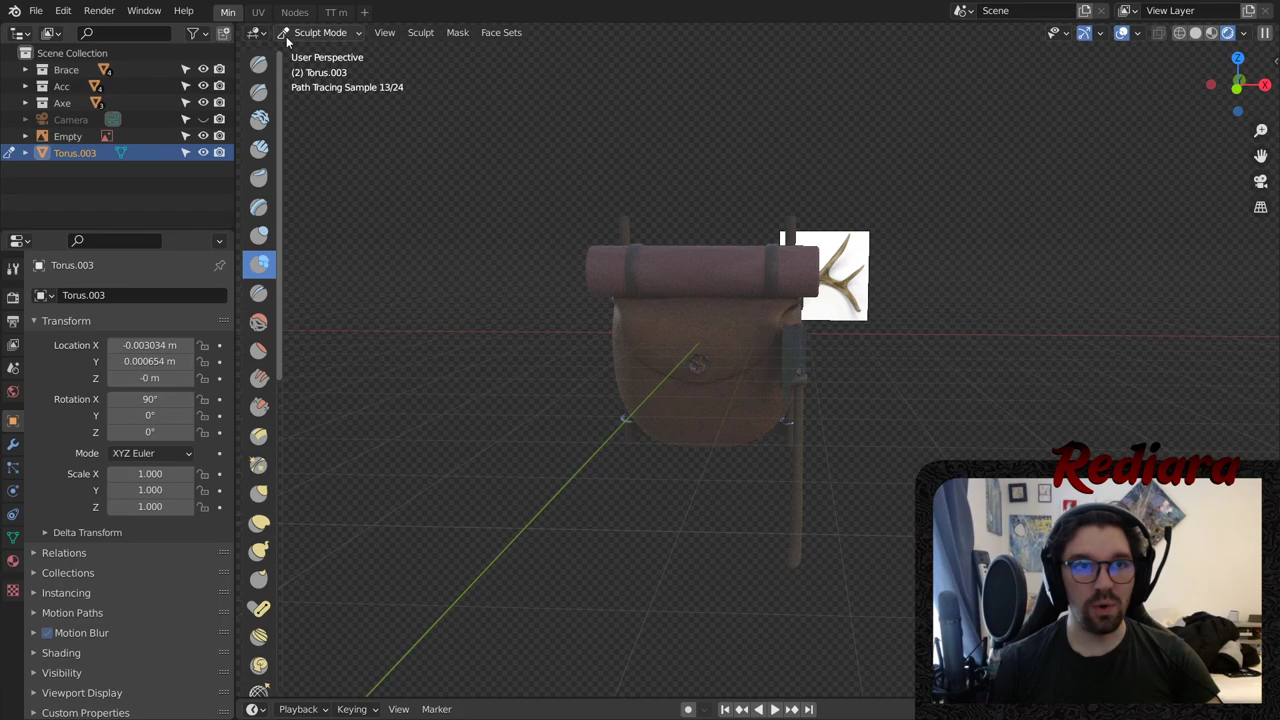 File Edit Render Window Help Min UV Nodes TT m + Scene View Layer
Sculpt Mode View Sculpt Mask Face Sets
Scene Collection
Brace 4
Acc 4
Axe 3
Camera
Empty
Torus.003
User Perspective
(2) Torus.003
Path Tracing Sample 13/24
Z
X
Torus.003
Torus.003
Transform
Location X -0.003034 m
Y 0.000654 m
Z -0 m
Rotation X 90°
Y 0°
Z 0°
Mode XYZ Euler
Scale X 1.000
Y 1.000
Z 1.000
Delta Transform
Relations
Collections
Instancing
Motion Paths
Motion Blur
Shading
Visibility
Viewport Display
Custom Properties
Rediara
Playback Keying View Marker